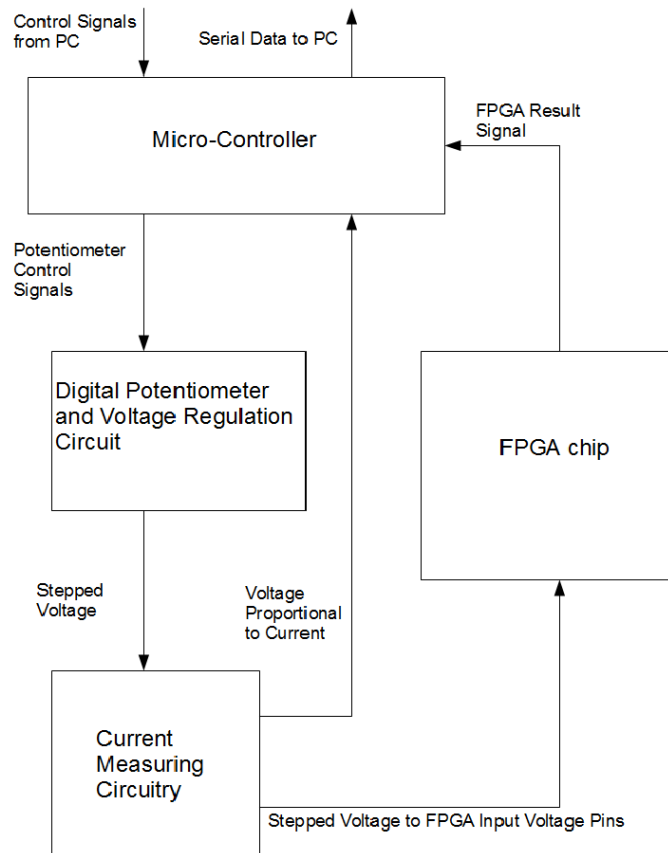 Control Signals
from PC
Serial Data to PC
Micro-Controller
FPGA Result
Signal
Potentiometer
Control
Signals
Digital Potentiometer
and Voltage Regulation
Circuit
FPGA chip
Stepped
Voltage
Voltage
Proportional
to Current
Current
Measuring
Circuitry
Stepped Voltage to FPGA Input Voltage Pins